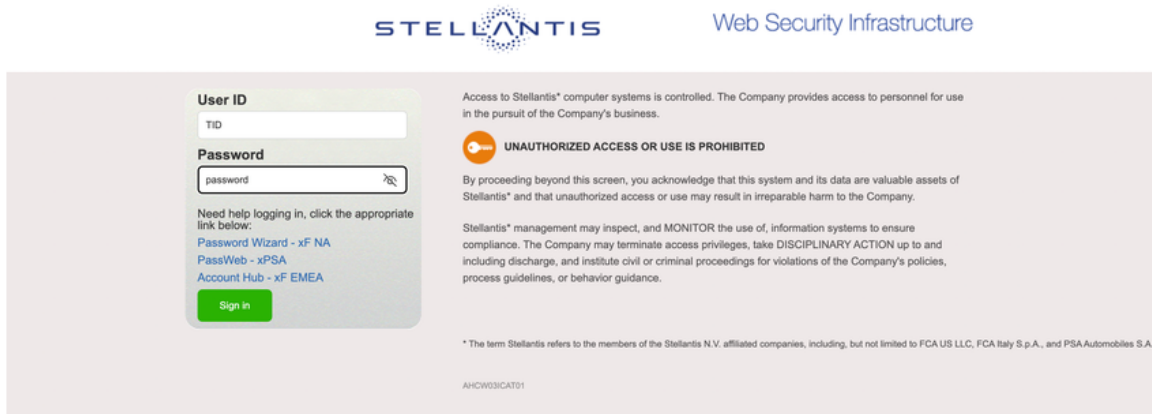 STELLANTIS
Web Security Infrastructure
User ID
TID
Password
password
Need help logging in, click the appropriate
link below:
Password Wizard - xF NA
PassWeb - xPSA
Account Hub - xF EMEA
Sign in
Access to Stellantis* computer systems is controlled. The Company provides access to personnel for use
in the pursuit of the Company's business.
UNAUTHORIZED ACCESS OR USE IS PROHIBITED
By proceeding beyond this screen, you acknowledge that this system and its data are valuable assets of
Stellantis* and that unauthorized access or use may result in irreparable harm to the Company.
Stellantis* management may inspect, and MONITOR the use of, information systems to ensure
compliance. The Company may terminate access privileges, take DISCIPLINARY ACTION up to and
including discharge, and institute civil or criminal proceedings for violations of the Company's policies,
process guidelines, or behavior guidance.
* The term Stellantis refers to the members of the Stellantis N.V. affiliated companies, including, but not limited to FCA US LLC, FCA Italy S.p.A., and PSA Automobiles S.A
AHCW03ICAT01